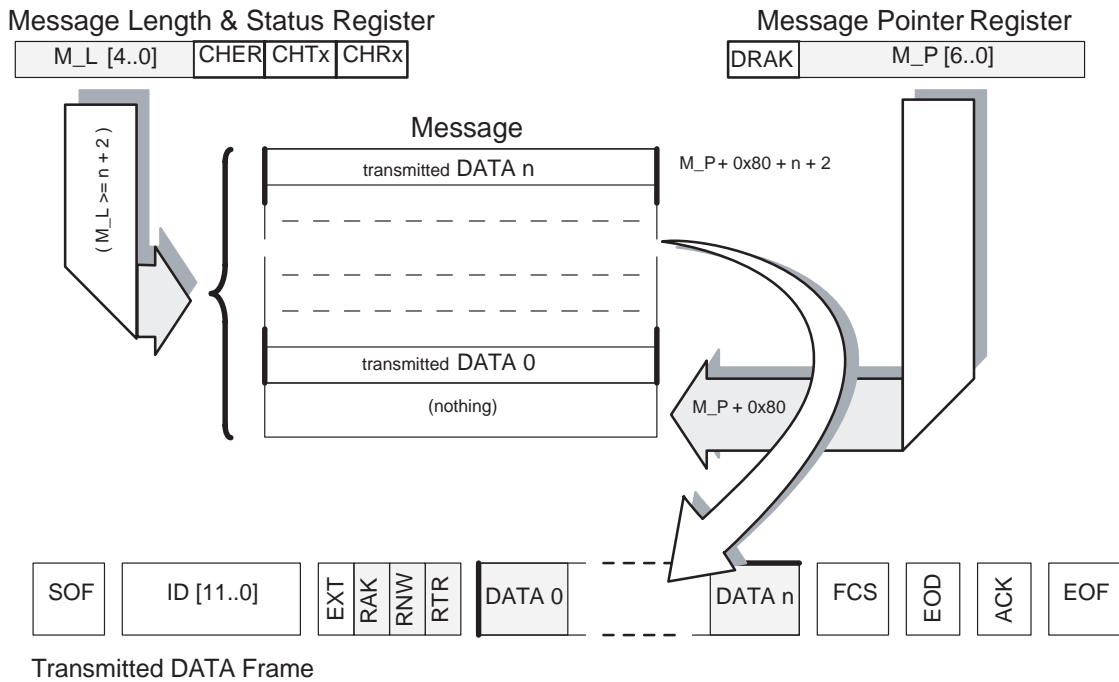 Message Length & Status Register
Message Pointer Register
M_L [4..0] CHER CHTx CHRx
DRAK M_P [6..0]
( M_L >= n + 2 )
Message
transmitted DATA n
M_P + 0x80 + n + 2
transmitted DATA 0
(nothing)
M_P + 0x80
SOF ID [11..0] EXT RAK RNW RTR DATA 0 DATA n FCS EOD ACK EOF
Transmitted DATA Frame